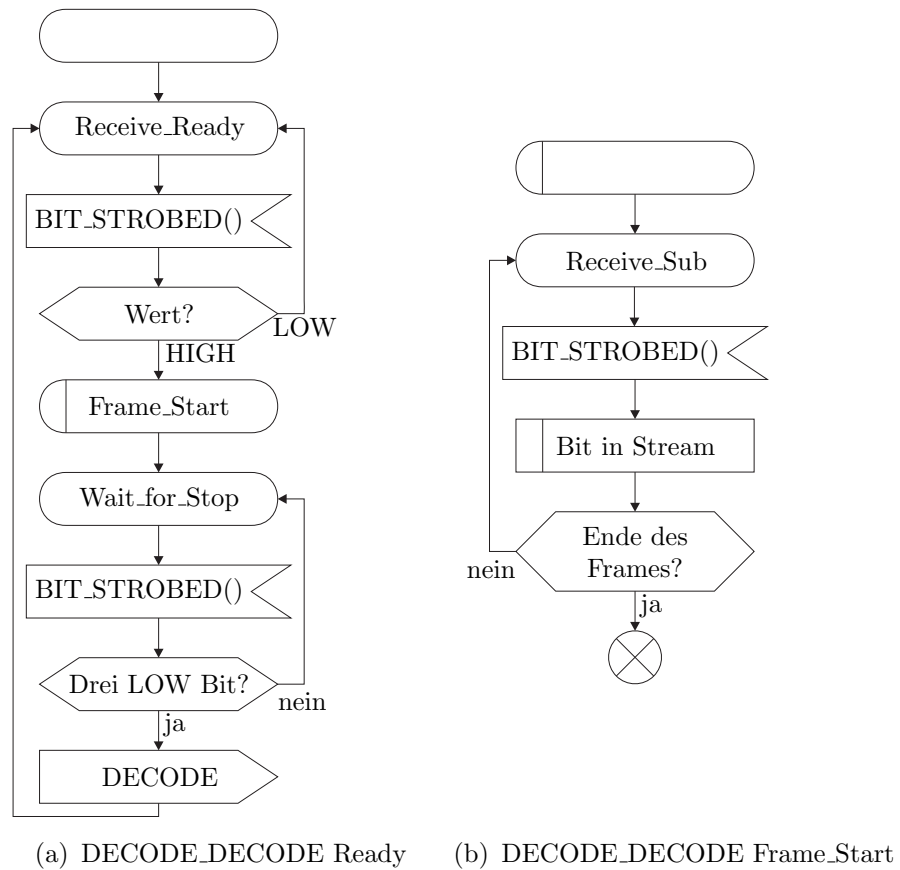 Receive_Ready
BIT_STROBED()
Wert?
LOW
HIGH
Frame_Start
Wait_for_Stop
BIT_STROBED()
Drei LOW Bit?
nein
ja
DECODE
(a) DECODE_DECODE Ready
Receive_Sub
BIT_STROBED()
Bit in Stream
Ende des
Frames?
nein
ja
(b) DECODE_DECODE Frame_Start